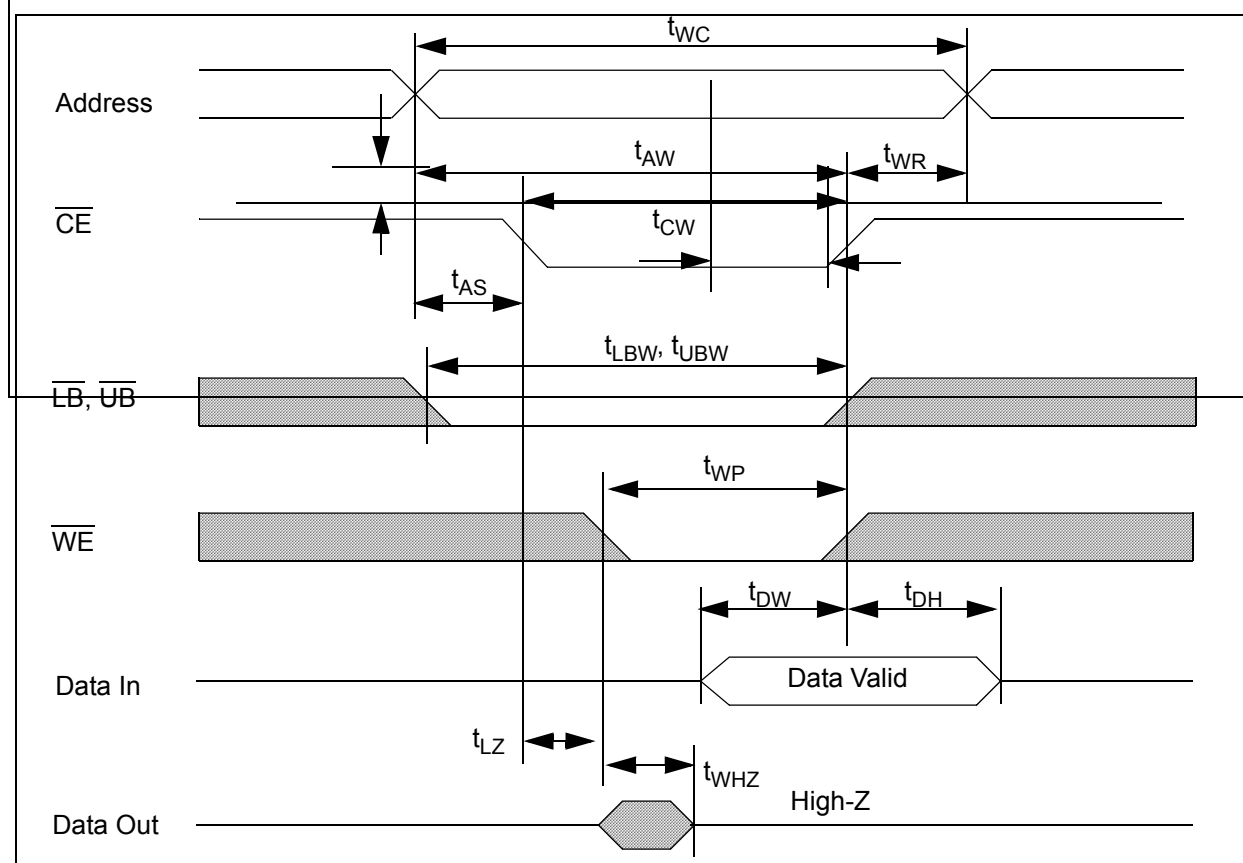 tWC
Address
tAW
tWR
CE
tCW
tAS
tLBW, tUBW
LB, UB
tWP
WE
tDW
tDH
Data In
Data Valid
tLZ
tWHZ
High-Z
Data Out